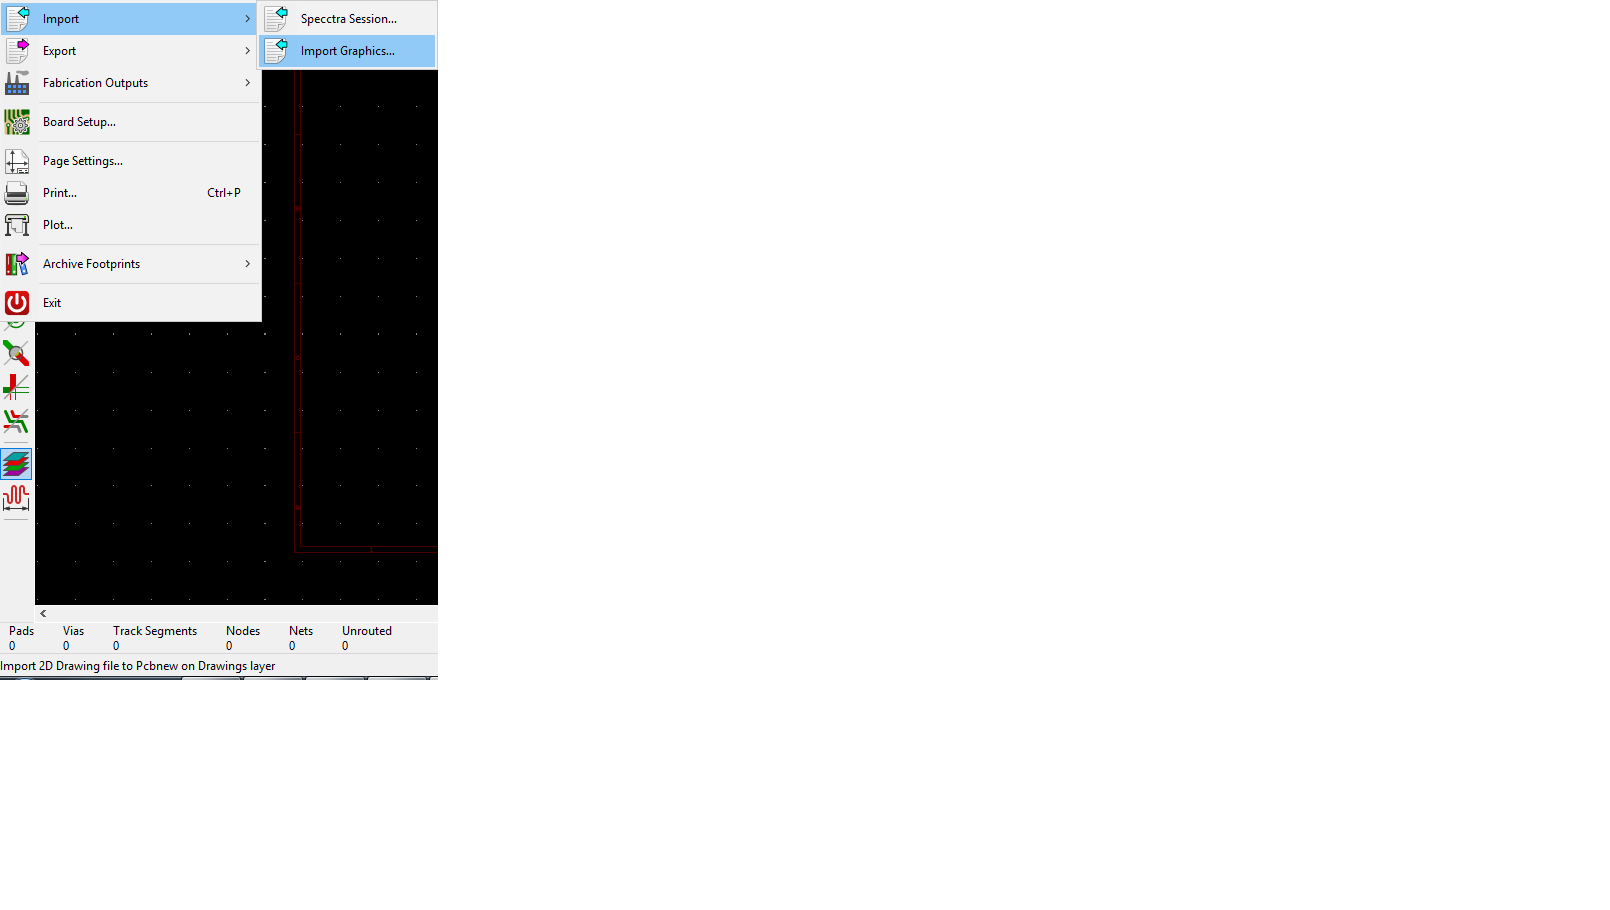 Import
Specctra Session...
Export
Import Graphics...
Fabrication Outputs
Board Setup...
Page Settings...
Print... Ctrl+P
Plot...
Archive Footprints
Exit
Pads Vias Track Segments Nodes Nets Unrouted
0 0 0 0 0 0
Import 2D Drawing file to Pcbnew on Drawings layer